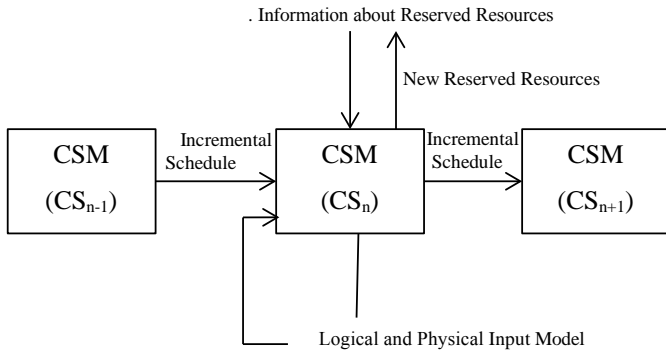 . Information about Reserved Resources
New Reserved Resources
Incremental
Schedule
Incremental
Schedule
CSM
(CSn-1)
CSM
(CSn)
CSM
(CSn+1)
Logical and Physical Input Model